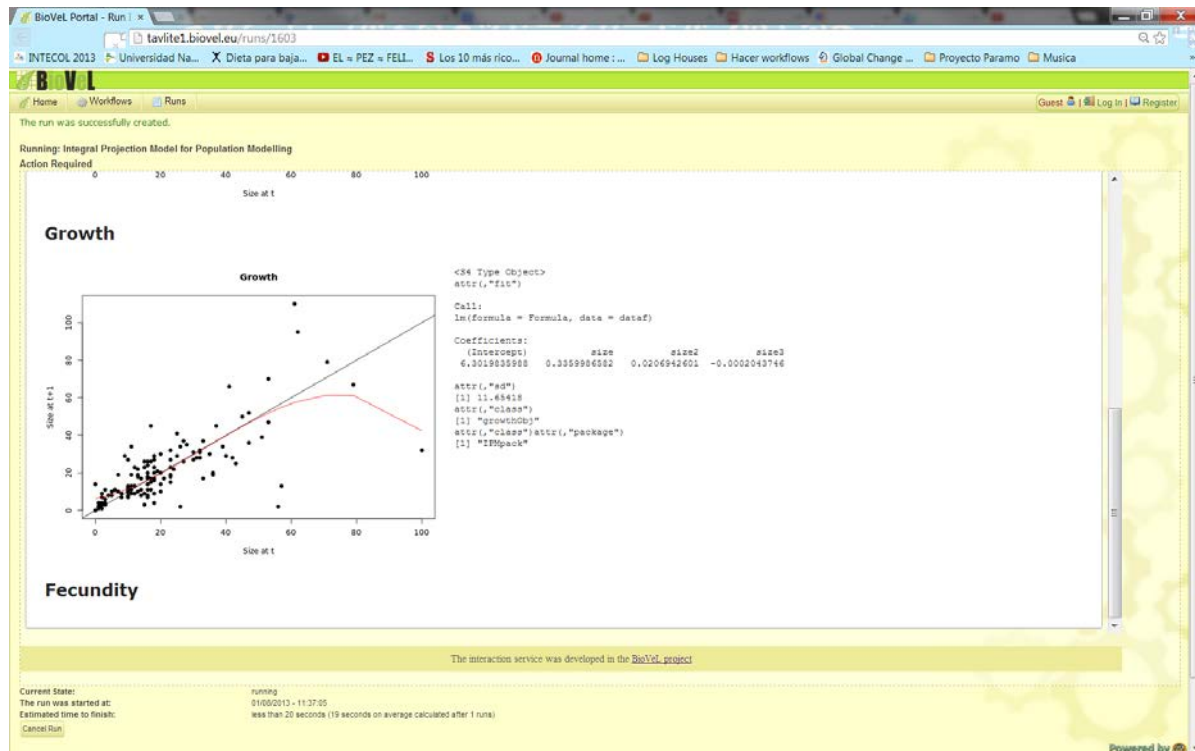 BioVeL Portal - Run
tavlite1.biovel.eu/runs/1603
INTECOL 2013 Universidad Na... Dieta para baja... EL = PEZ = FELI... Los 10 más rico... Journal home : ... Log Houses Hacer workflows Global Change ... Proyecto Paramo Musica
BioVeL
Home Workflows Runs Guest Log In Register
The run was successfully created.
Running: Integral Projection Model for Population Modelling
Action Required
0 20 40 60 80 100
Size at t
Growth
Growth
<S4 Type Object>
attr(,"fit")
Call:
lm(formula = Formula, data = dataf)
Coefficients:
(Intercept) size size2 size3
6.3019835988 0.3359986582 0.0206942601 -0.0002043746
attr(,"sd")
[1] 11.65418
attr(,"class")
[1] "growthObj"
attr(,"class")attr(,"package")
[1] "IPMpack"
Size at t+1
100
80
60
40
20
0
0 20 40 60 80 100
Size at t
Fecundity
The interaction service was developed in the BioVeL project
Current State: running
The run was started at: 01/08/2013 - 11:37:05
Estimated time to finish: less than 20 seconds (19 seconds on average calculated after 1 runs)
Cancel Run
Powered by